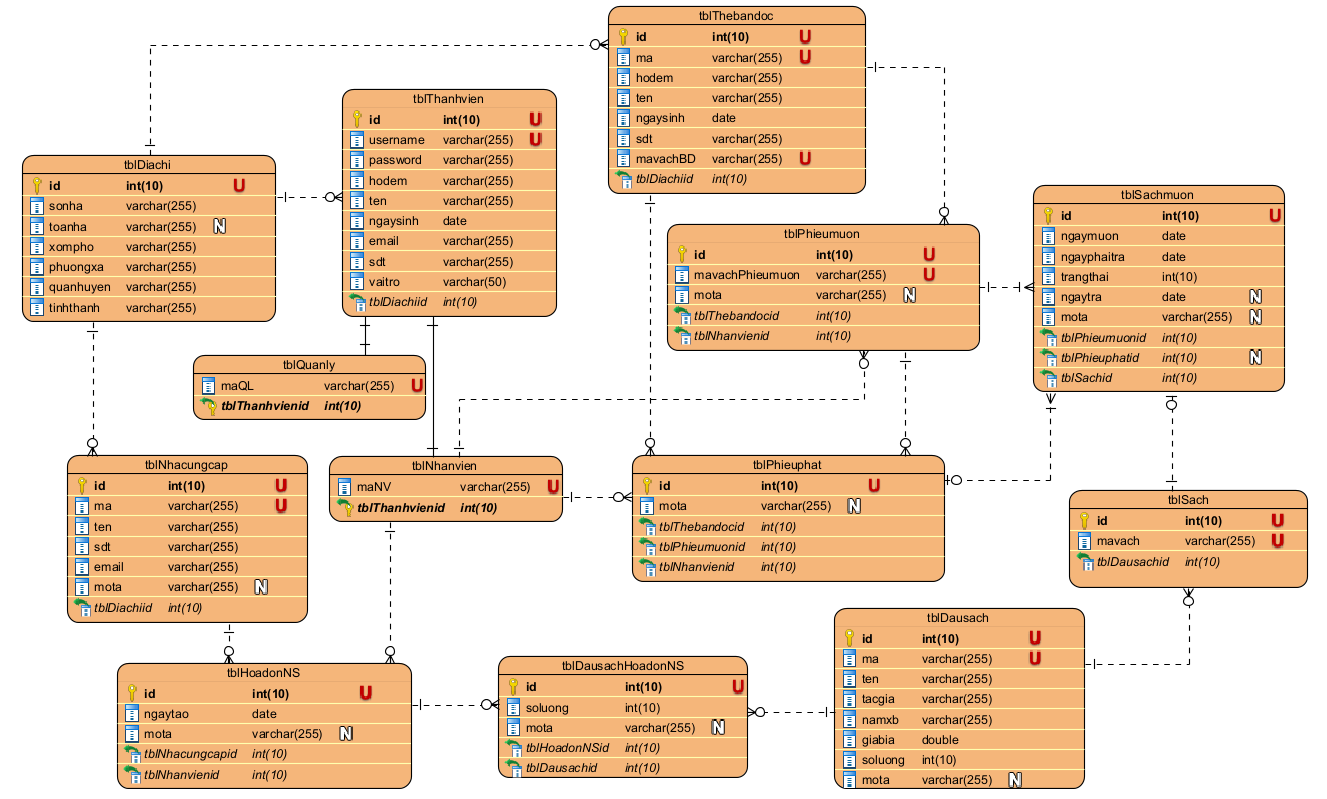 tblThebandoc
id int(10) U
ma varchar(255) U
hodem varchar(255)
ten varchar(255)
ngaysinh date
sdt varchar(255)
mavachBD varchar(255) U
tblDiachiid int(10)
tblThanhvien
id int(10) U
username varchar(255) U
password varchar(255)
hodem varchar(255)
ten varchar(255)
ngaysinh date
email varchar(255)
sdt varchar(255)
vaitro varchar(50)
tblDiachiid int(10)
tblDiachi
id int(10) U
sonha varchar(255)
toanha varchar(255) N
xompho varchar(255)
phuongxa varchar(255)
quanhuyen varchar(255)
tinhthanh varchar(255)
tblSachmuon
id int(10) U
ngaymuon date
ngayphaitra date
trangthai int(10)
ngaytra date N
mota varchar(255) N
tblPhieumuonid int(10)
tblPhieuphatid int(10) N
tblSachid int(10)
tblPhieumuon
id int(10) U
mavachPhieumuon varchar(255) U
mota varchar(255) N
tblThebandocid int(10)
tblNhanvienid int(10)
tblQuanly
maQL varchar(255) U
tblThanhvienid int(10)
tblNhacungcap
id int(10) U
ma varchar(255) U
ten varchar(255)
sdt varchar(255)
email varchar(255)
mota varchar(255) N
tblDiachiid int(10)
tblNhanvien
maNV varchar(255) U
tblThanhvienid int(10)
tblPhieuphat
id int(10) U
mota varchar(255) N
tblThebandocid int(10)
tblPhieumuonid int(10)
tblNhanvienid int(10)
tblSach
id int(10) U
mavach varchar(255) U
tblDausachid int(10)
tblHoadonNS
id int(10) U
ngaytao date
mota varchar(255) N
tblNhacungcapid int(10)
tblNhanvienid int(10)
tblDausachHoadonNS
id int(10) U
soluong int(10)
mota varchar(255) N
tblHoadonNSid int(10)
tblDausachid int(10)
tblDausach
id int(10) U
ma varchar(255) U
ten varchar(255)
tacgia varchar(255)
namxb varchar(255)
giabia double
soluong int(10)
mota varchar(255) N